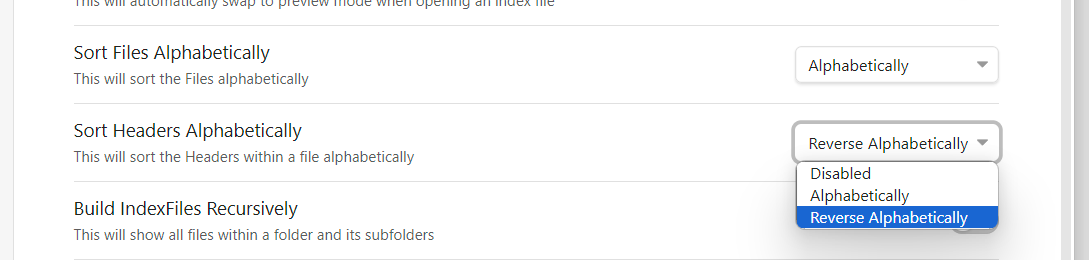 This will automatically swap to preview mode when opening an index file
Sort Files Alphabetically
This will sort the Files alphabetically
Alphabetically
Sort Headers Alphabetically
This will sort the Headers within a file alphabetically
Reverse Alphabetically
Disabled
Alphabetically
Reverse Alphabetically
Build IndexFiles Recursively
This will show all files within a folder and its subfolders